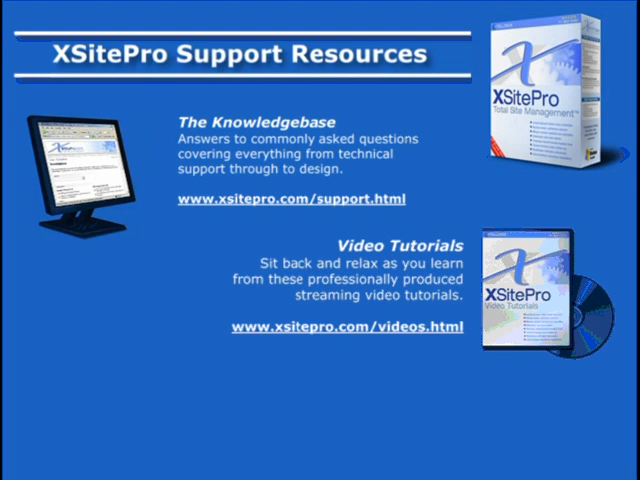 XSitePro Support Resources
XSitePro
Total Site Management™
The Knowledgebase
Answers to commonly asked questions
covering everything from technical
support through to design.
www.xsitepro.com/support.html
Video Tutorials
Sit back and relax as you learn
from these professionally produced
streaming video tutorials.
www.xsitepro.com/videos.html
XSitePro
Video Tutorials